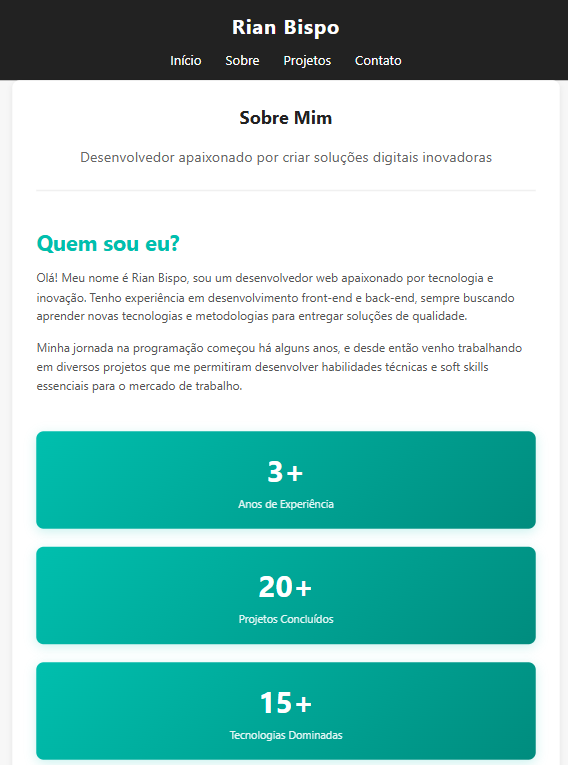 Rian Bispo
Início Sobre Projetos Contato
Sobre Mim
Desenvolvedor apaixonado por criar soluções digitais inovadoras
Quem sou eu?
Olá! Meu nome é Rian Bispo, sou um desenvolvedor web apaixonado por tecnologia e
inovação. Tenho experiência em desenvolvimento front-end e back-end, sempre buscando
aprender novas tecnologias e metodologias para entregar soluções de qualidade.
Minha jornada na programação começou há alguns anos, e desde então venho trabalhando
em diversos projetos que me permitiram desenvolver habilidades técnicas e soft skills
essenciais para o mercado de trabalho.
3+
Anos de Experiência
20+
Projetos Concluídos
15+
Tecnologias Dominadas